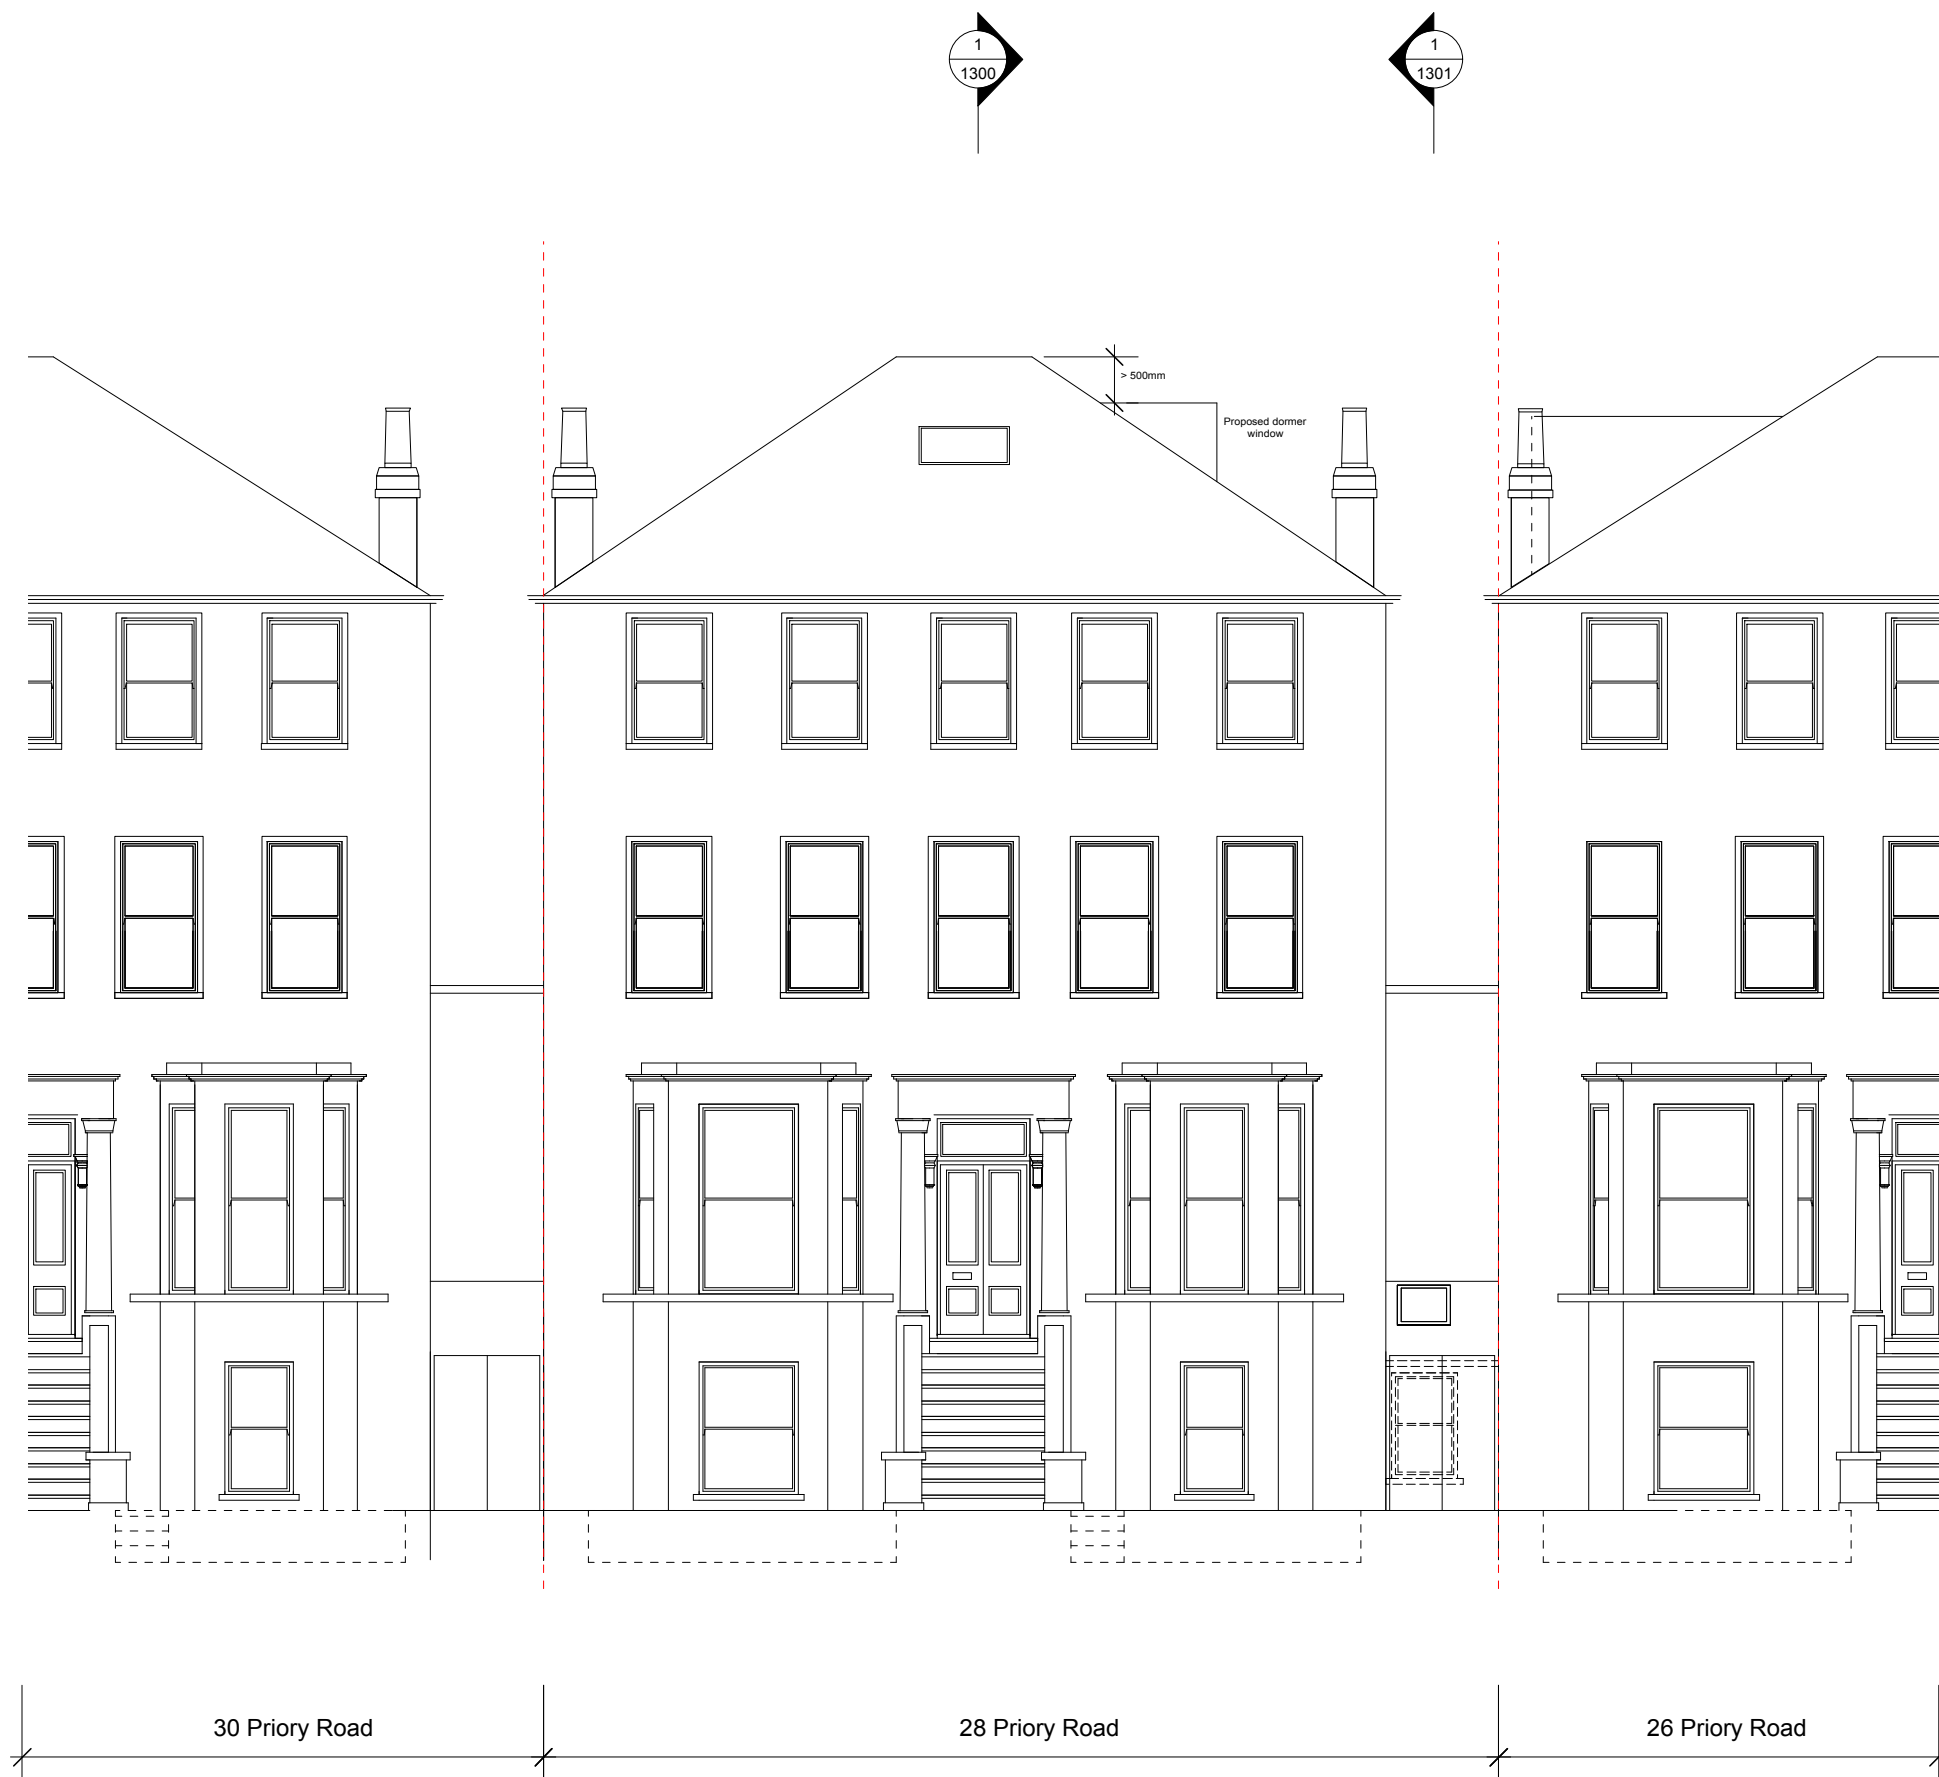 1
1300
1
1301
> 500mm
Proposed dormer
window
30 Priory Road
28 Priory Road
26 Priory Road